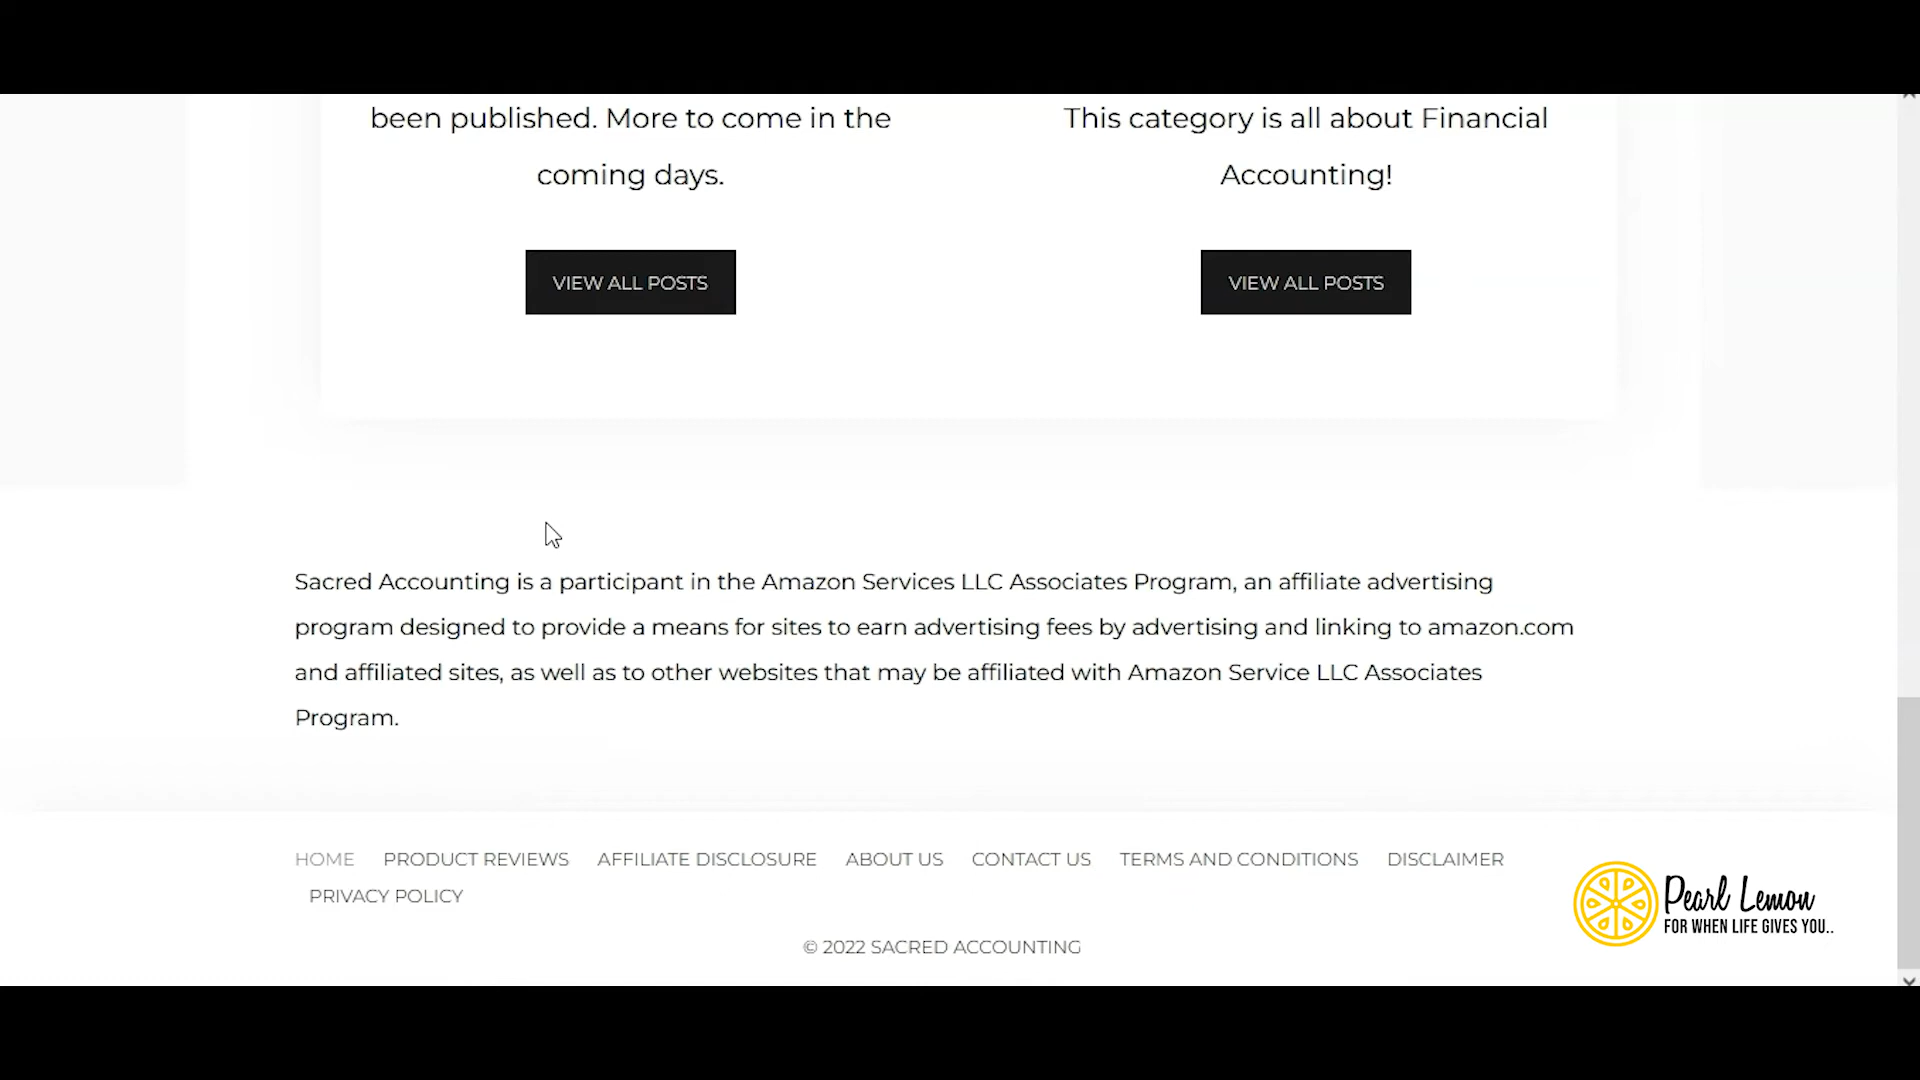 been published. More to come in the
coming days.
VIEW ALL POSTS
This category is all about Financial
Accounting!
VIEW ALL POSTS
Sacred Accounting is a participant in the Amazon Services LLC Associates Program, an affiliate advertising
program designed to provide a means for sites to earn advertising fees by advertising and linking to amazon.com
and affiliated sites, as well as to other websites that may be affiliated with Amazon Service LLC Associates
Program.
HOME PRODUCT REVIEWS AFFILIATE DISCLOSURE ABOUT US CONTACT US TERMS AND CONDITIONS DISCLAIMER
PRIVACY POLICY
© 2022 SACRED ACCOUNTING
Pearl Lemon
FOR WHEN LIFE GIVES YOU..